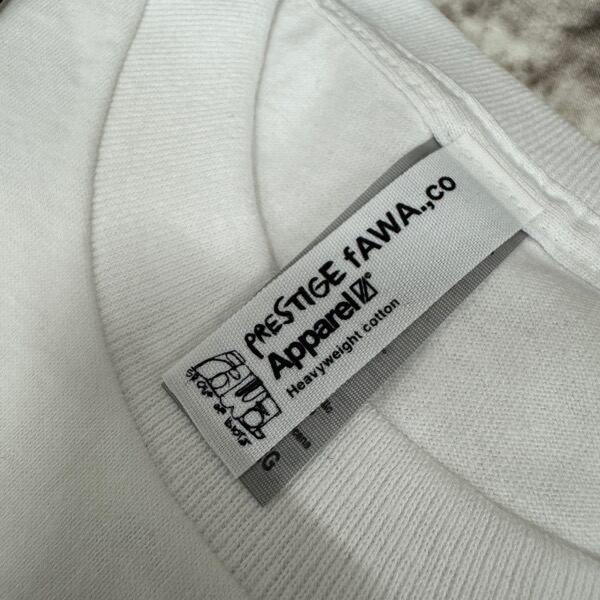 PRESTIGE fAWA.,co
Apparel
Heavyweight cotton
G